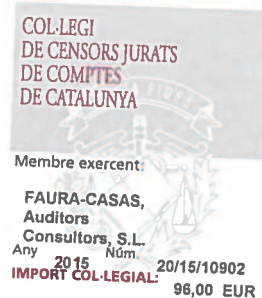 COL·LEGI
DE CENSORS JURATS
DE COMPTES
DE CATALUNYA
Membre exercent:
FAURA-CASAS,
Auditors
Consultors, S.L.
Any Núm.
2015 20/15/10902
IMPORT COL·LEGIAL: 96,00 EUR